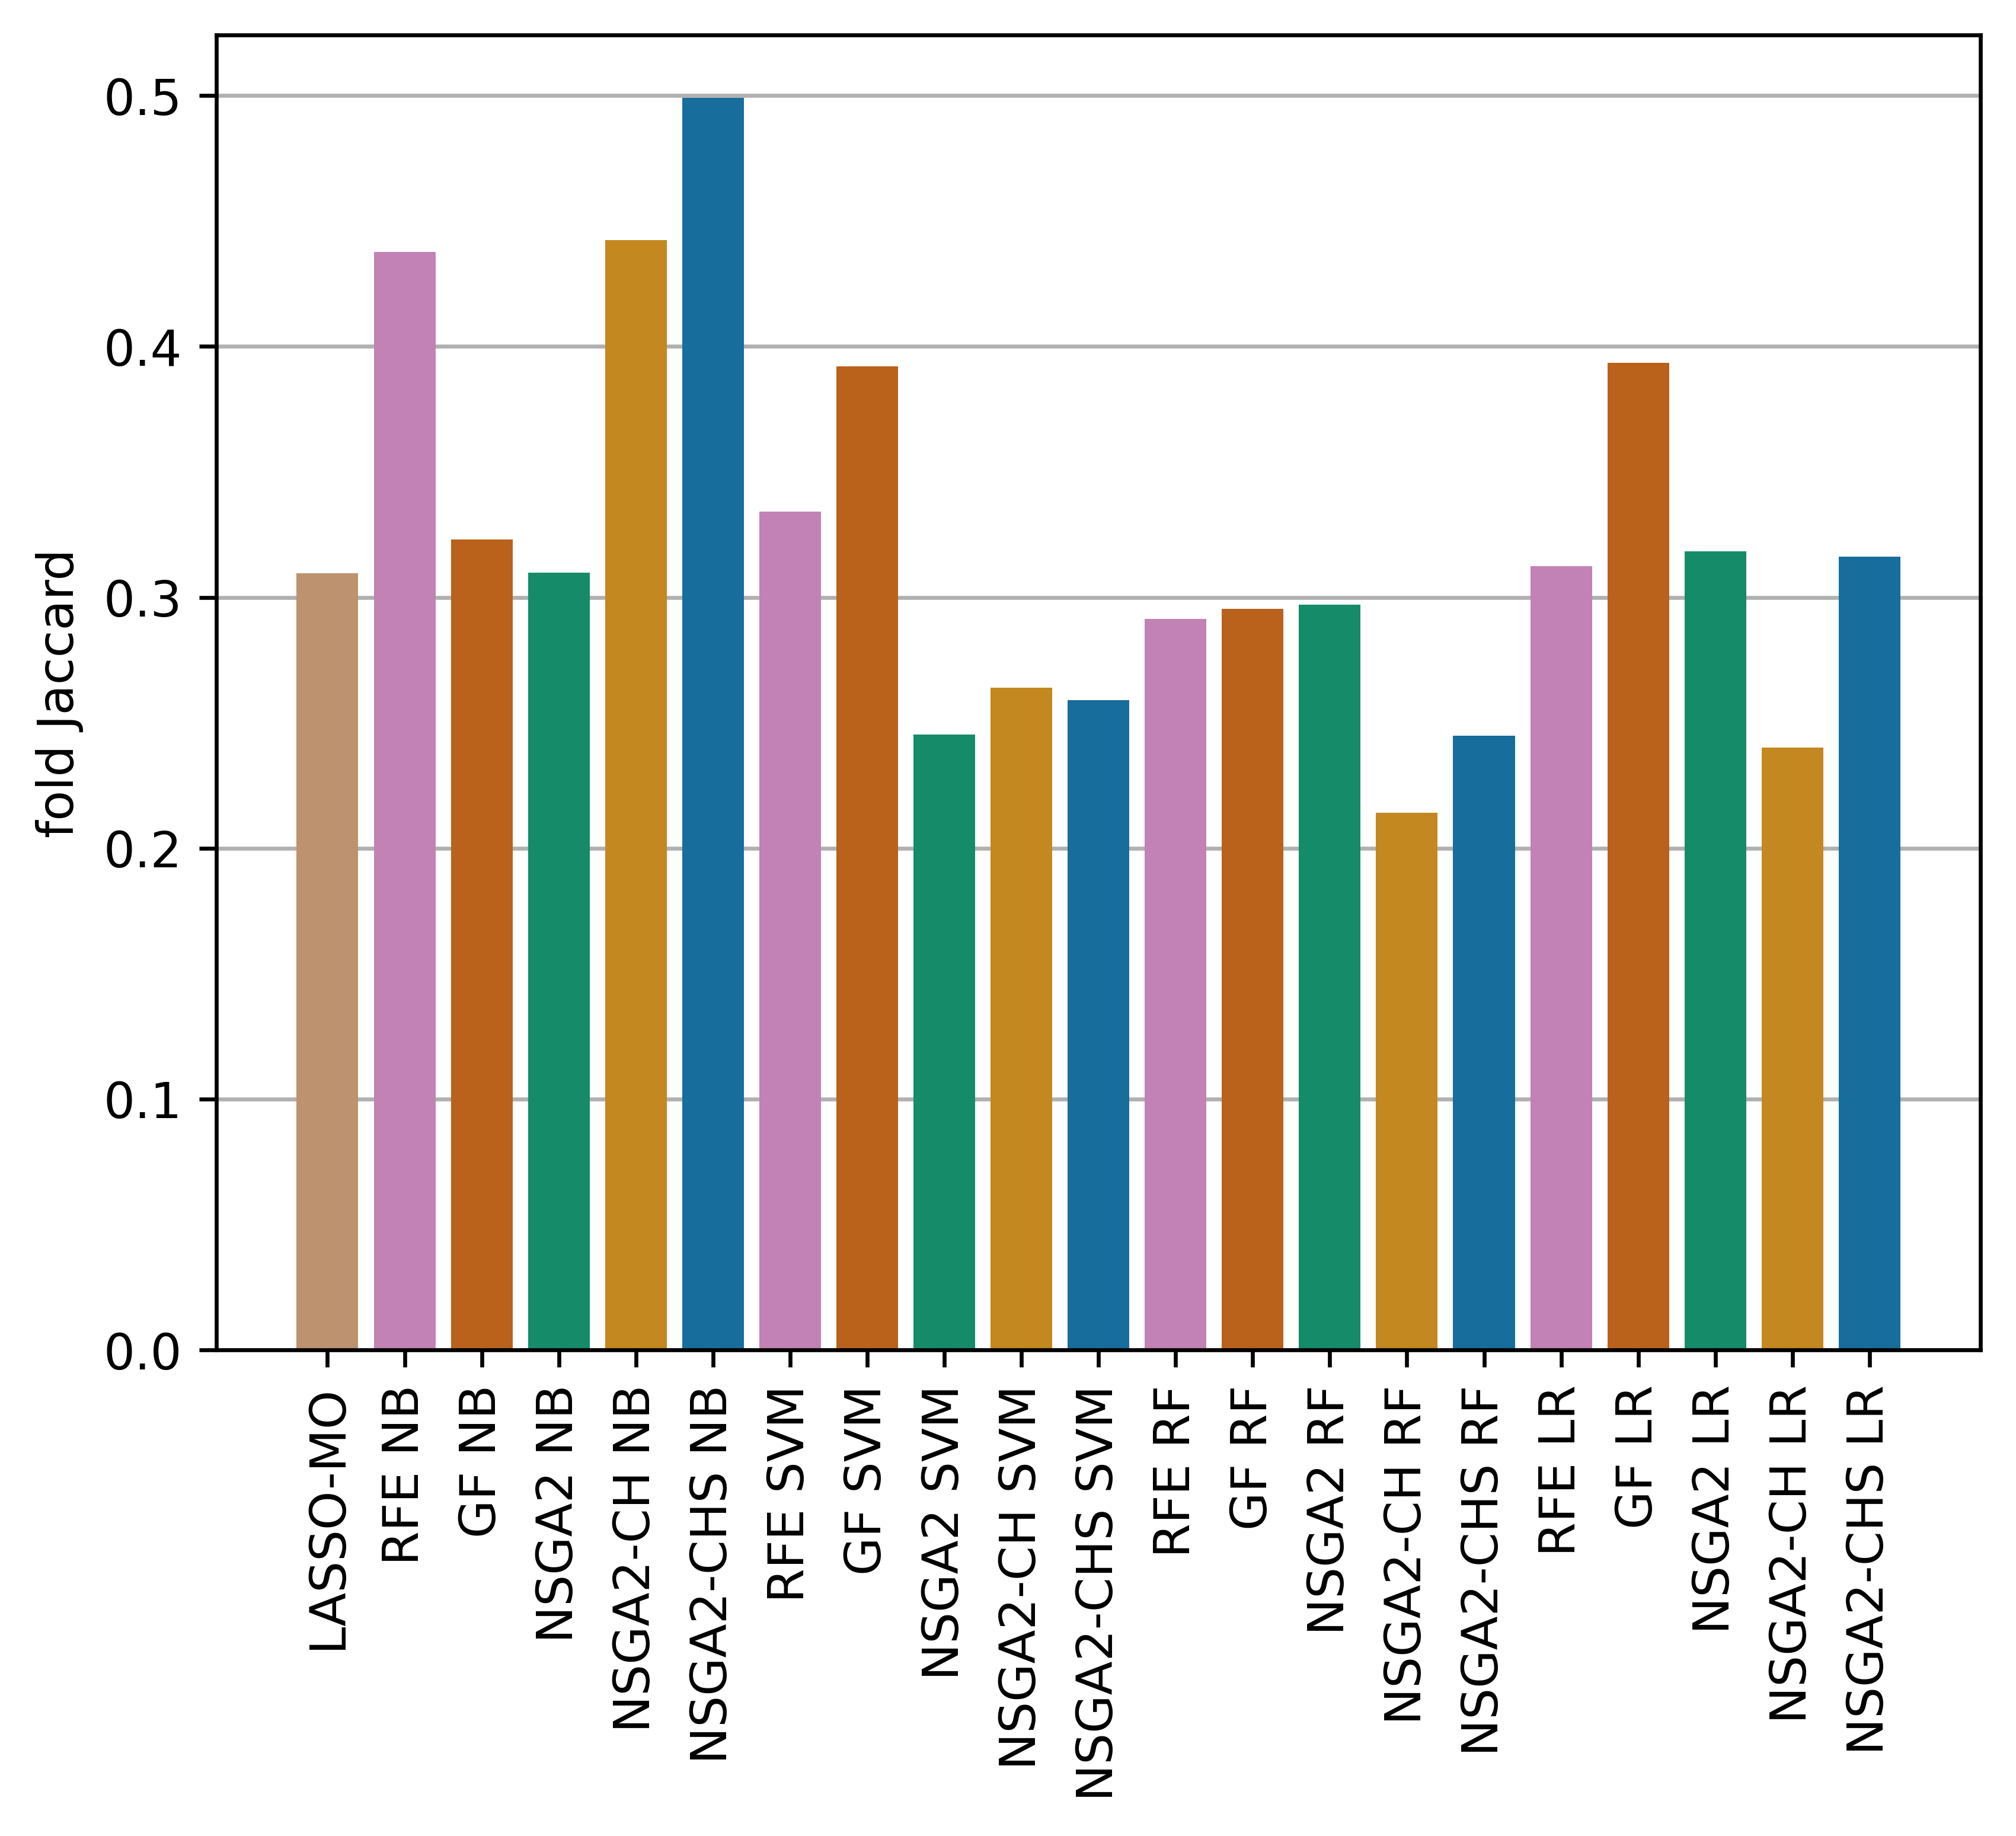 0.5
0.4
0.3
0.2
0.1
0.0
fold Jaccard
LASSO-MO
RFE NB
GF NB
NSGA2 NB
NSGA2-CH NB
NSGA2-CHS NB
RFE SVM
GF SVM
NSGA2 SVM
NSGA2-CH SVM
NSGA2-CHS SVM
RFE RF
GF RF
NSGA2 RF
NSGA2-CH RF
NSGA2-CHS RF
RFE LR
GF LR
NSGA2 LR
NSGA2-CH LR
NSGA2-CHS LR